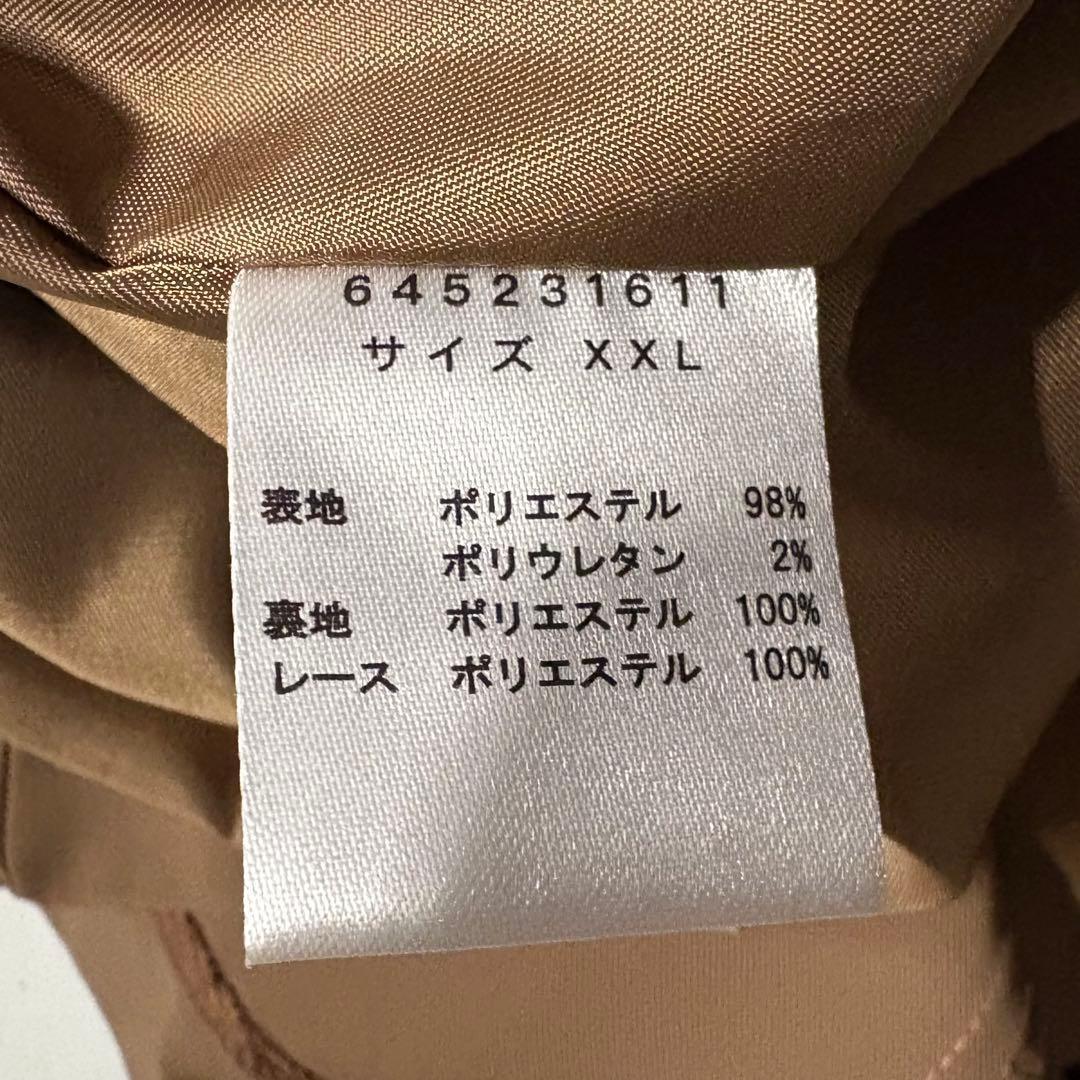 645231611
サイズ XXL
表地 ポリエステル 98%
ポリウレタン 2%
裏地 ポリエステル 100%
レース ポリエステル 100%